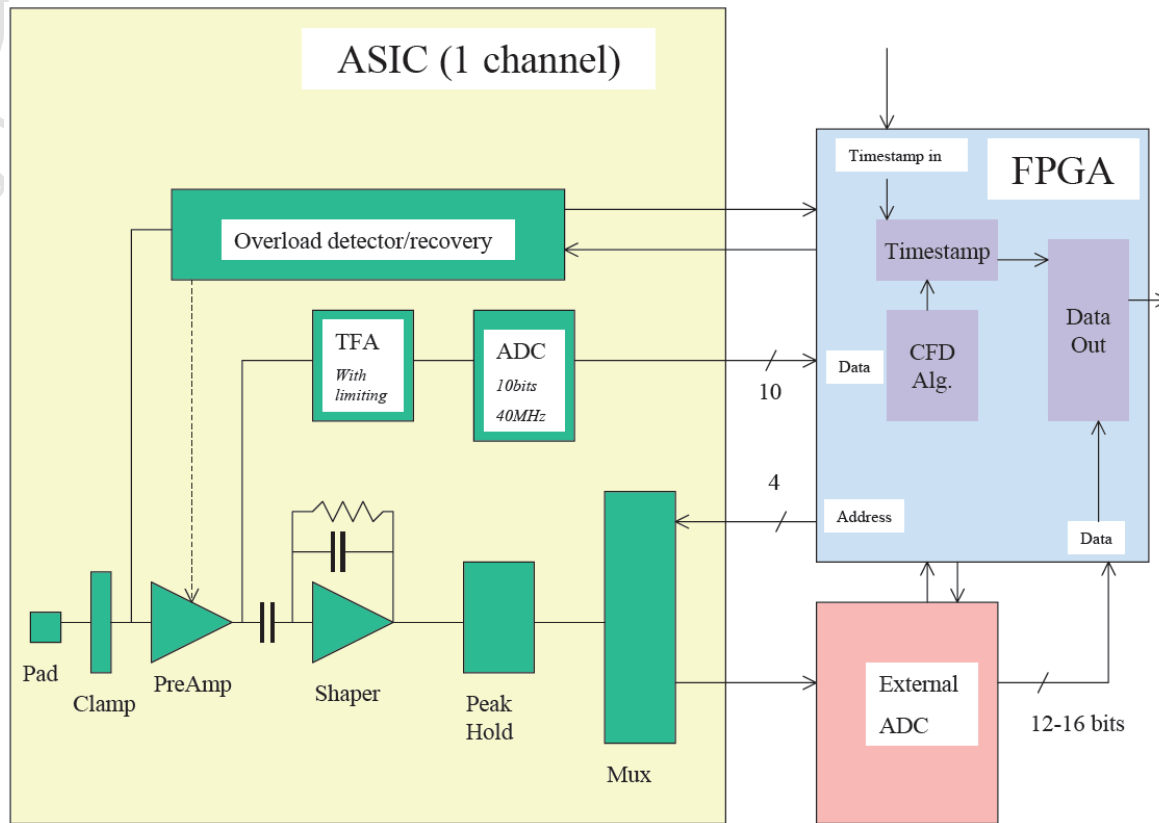 ASIC (1 channel)
Timestamp in
FPGA
Overload detector/recovery
Timestamp
TFA
With
limiting
ADC
10bits
40MHz
10
Data
CFD
Alg.
Data
Out
4
Address
Data
Pad
Clamp
PreAmp
Shaper
Peak
Hold
Mux
External
ADC
12-16 bits